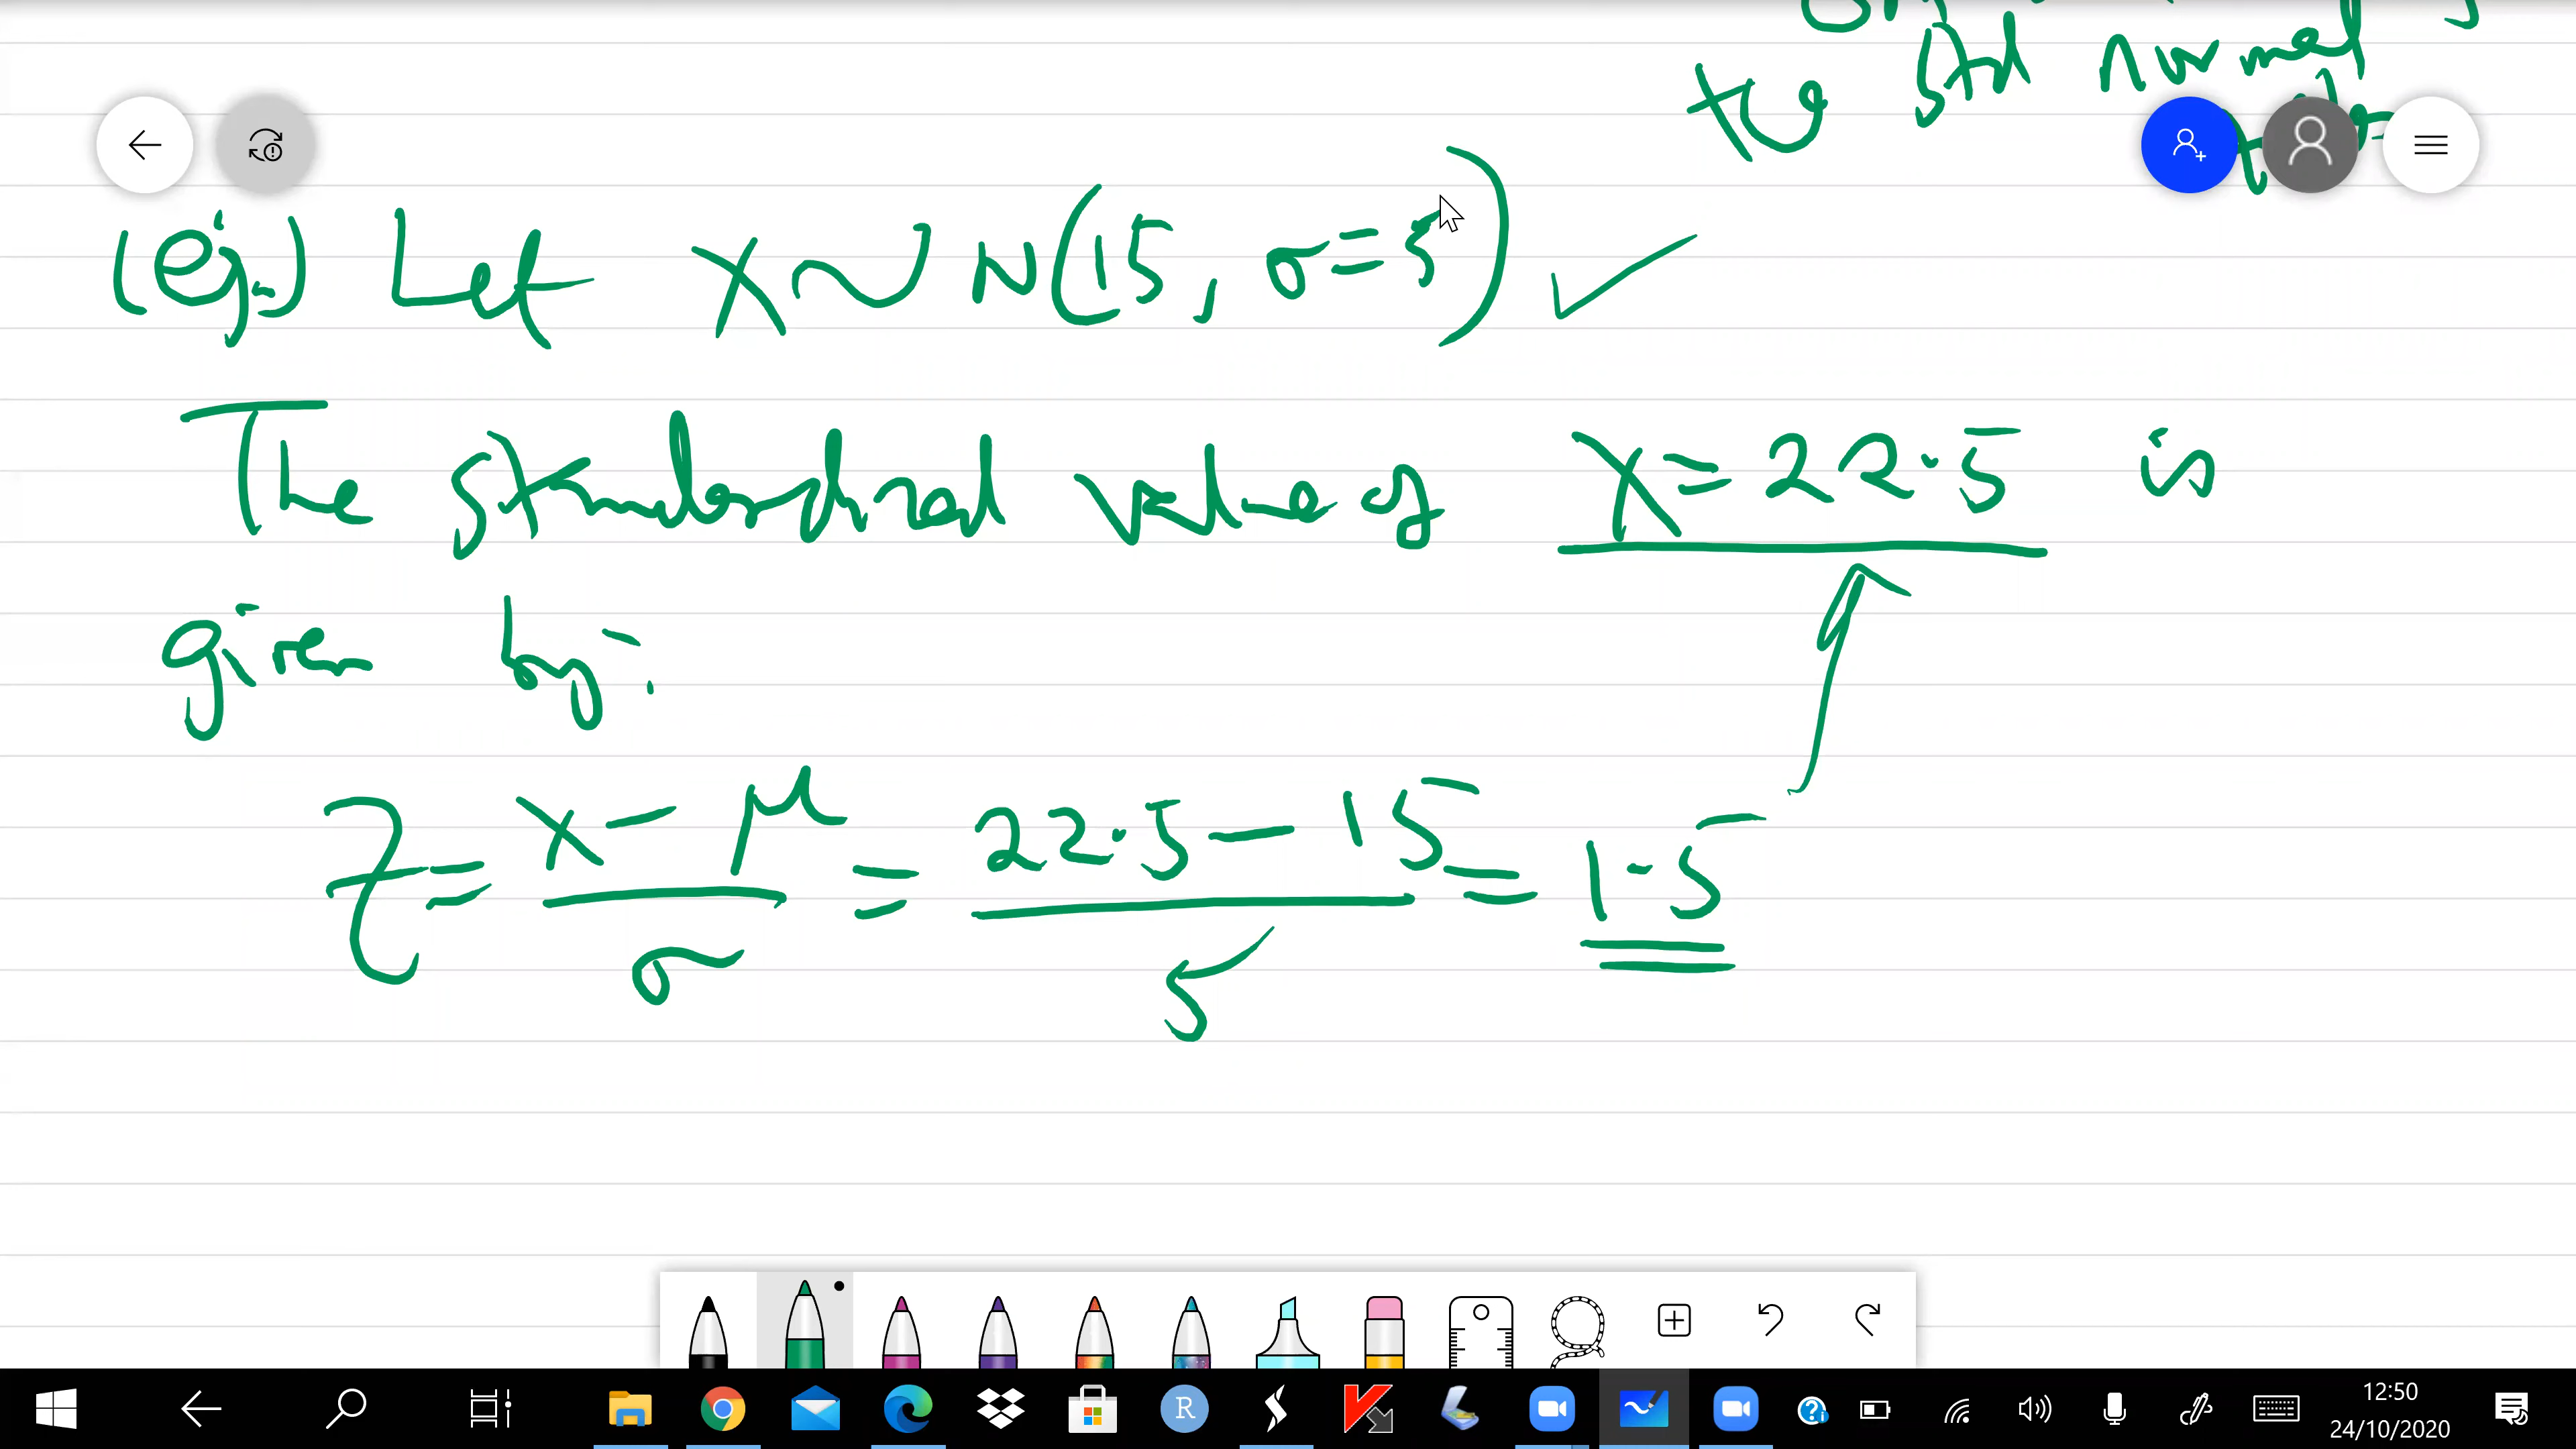 to std normal
(eg.) Let X ~ N(15, σ=5)✓
The standardized value of X = 22.5 is
given by:
Z = X - μ / σ = 22.5 - 15 / 5 = 1.5
R
12:50
24/10/2020